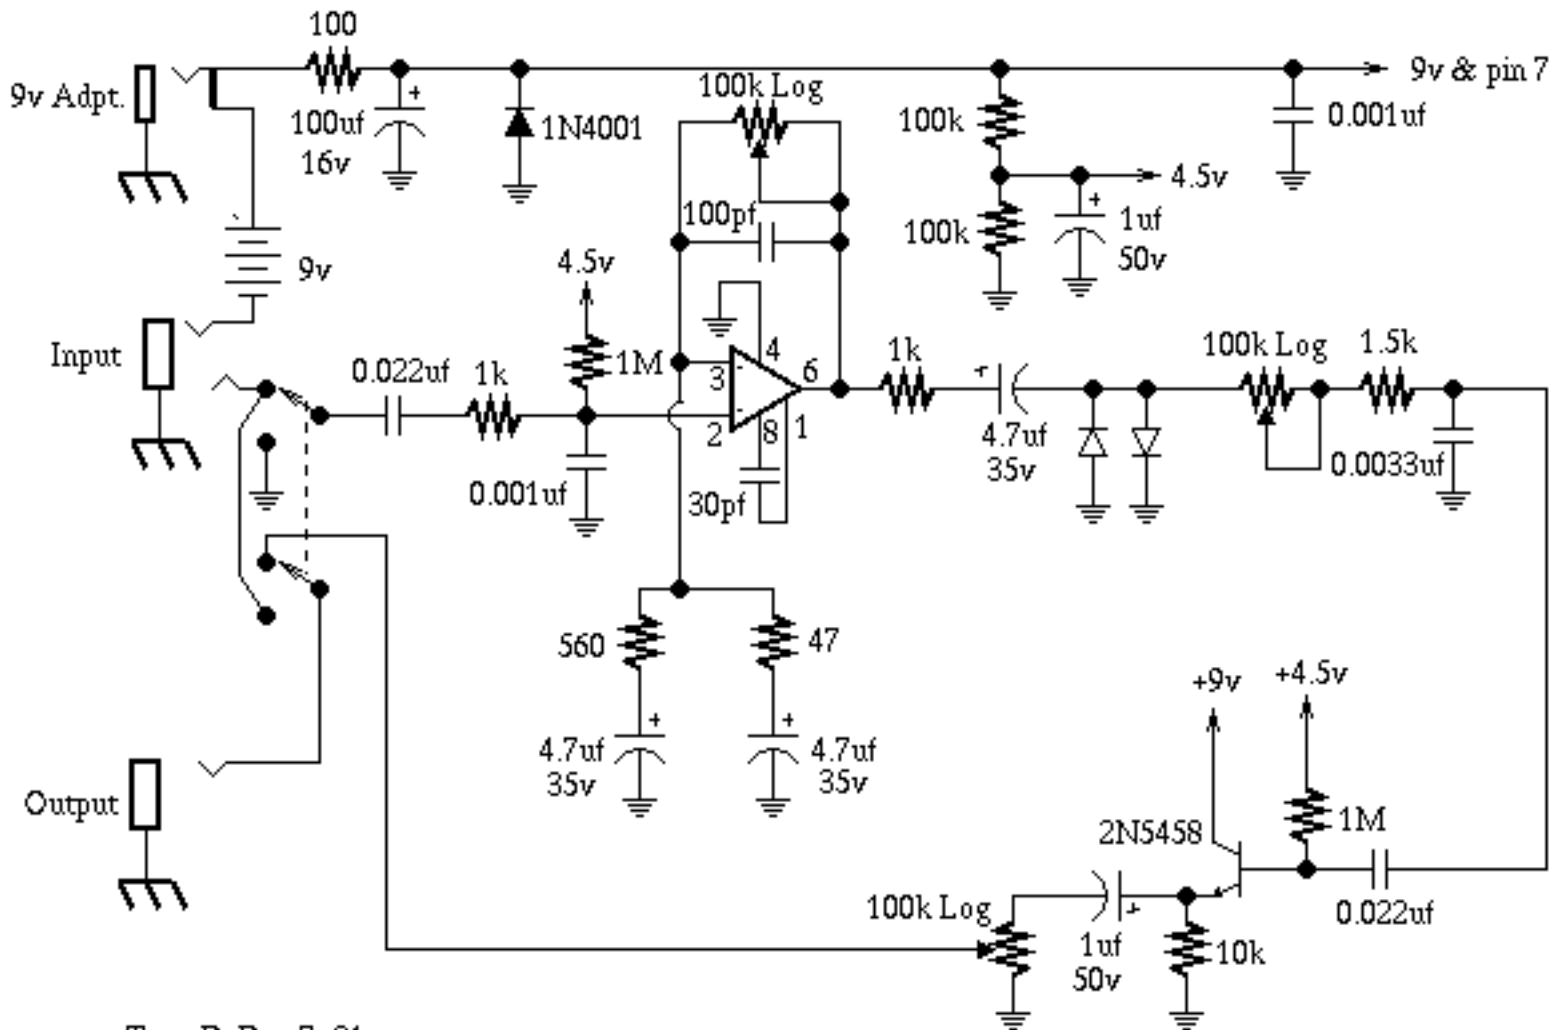 100
9v Adpt.
100uf
16v
+
1N4001
100k Log
100k
9v & pin 7
0.001uf
4.5v
100k
+
1uf
50v
100pf
9v
4.5v
1M
Input
0.022uf
1k
0.001uf
3
2
4
6
8
1
30pf
1k
+
4.7uf
35v
100k Log
1.5k
0.0033uf
560
47
+
4.7uf
35v
+
4.7uf
35v
Output
+9v
+4.5v
2N5458
1M
0.022uf
100k Log
+
1uf
50v
10k